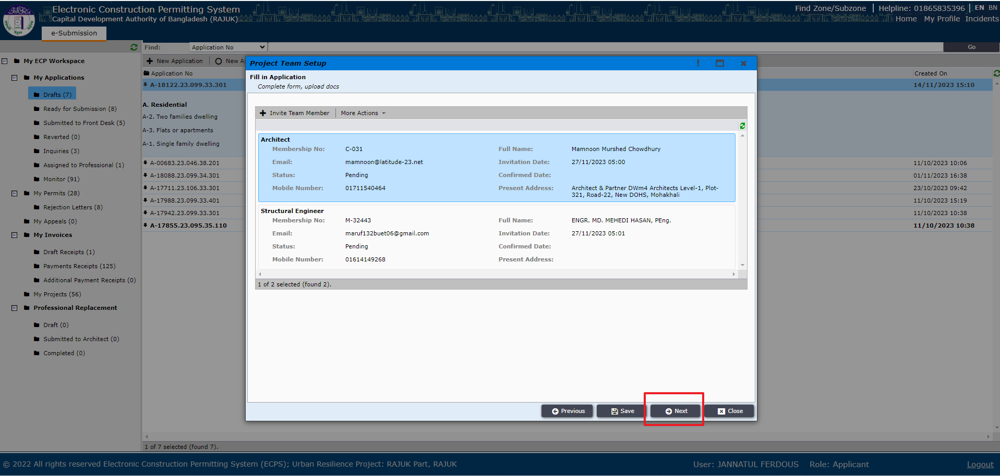 Electronic Construction Permitting System
Capital Development Authority of Bangladesh (RAJUK)
Find Zone/Subzone | Helpline: 01865835396 | EN BN
Home My Profile Incidents
e-Submission
Find: Application No Go
My ECP Workspace
My Applications
Drafts (7)
Ready for Submission (8)
Submitted to Front Desk (5)
Reverted (0)
Inquiries (3)
Assigned to Professional (1)
Monitor (91)
My Permits (28)
Rejection Letters (8)
My Appeals (0)
My Invoices
Draft Receipts (1)
Payments Receipts (125)
Additional Payment Receipts (0)
My Projects (56)
Professional Replacement
Draft (0)
Submitted to Architect (0)
Completed (0)
New Application New A
Application No Created On
A-18122.23.099.33.301 14/11/2023 15:10
A. Residential
A-2. Two families dwelling
A-3. Flats or apartments
A-1. Single family dwelling
A-00683.23.046.38.201 11/10/2023 10:06
A-18088.23.099.34.301 01/11/2023 16:38
A-17711.23.106.33.301 23/10/2023 09:42
A-17988.23.099.33.401 11/10/2023 15:19
A-17942.23.099.33.301 11/10/2023 10:38
A-17855.23.095.35.110 11/10/2023 10:38
1 of 7 selected (found 7).
Project Team Setup
Fill in Application
Complete form, upload docs
Invite Team Member More Actions
Architect
Membership No: C-031 Full Name: Mamnoon Murshed Chowdhury
Email: mamnoon@latitude-23.net Invitation Date: 27/11/2023 05:00
Status: Pending Confirmed Date:
Mobile Number: 01711540464 Present Address: Architect & Partner DWm4 Architects Level-1, Plot-
321, Road-22, New DOHS, Mohakhali
Structural Engineer
Membership No: M-32443 Full Name: ENGR. MD. MEHEDI HASAN, PEng.
Email: maruf132buet06@gmail.com Invitation Date: 27/11/2023 05:01
Status: Pending Confirmed Date:
Mobile Number: 01614149268 Present Address:
1 of 2 selected (found 2).
Previous Save Next Close
© 2022 All rights reserved Electronic Construction Permitting System (ECPS); Urban Resilience Project: RAJUK Part, RAJUK
User: JANNATUL FERDOUS Role: Applicant Logout